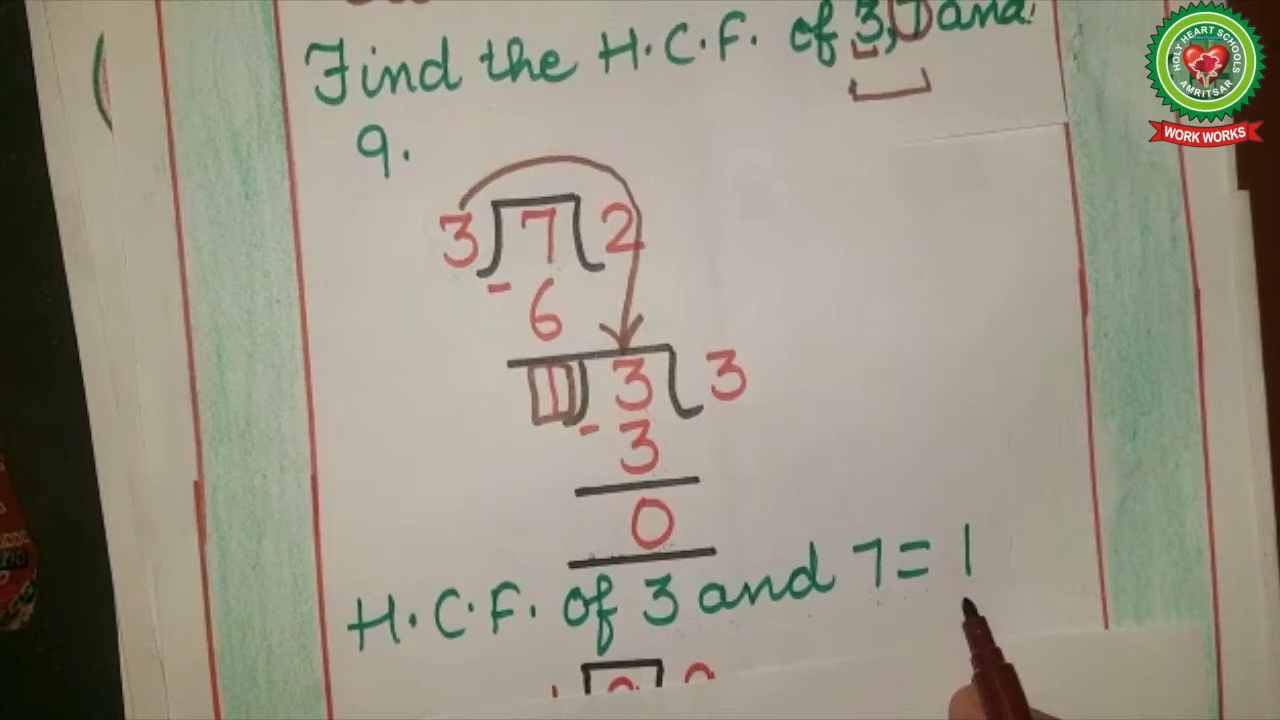 Find the H.C.F. of 3,7 and
9.
3) 7 ( 2
- 6
1) 3 ( 3
- 3
0
H.C.F. of 3 and 7 = 1
HOLY HEART SCHOOLS
AMRITSAR
WORK WORKS